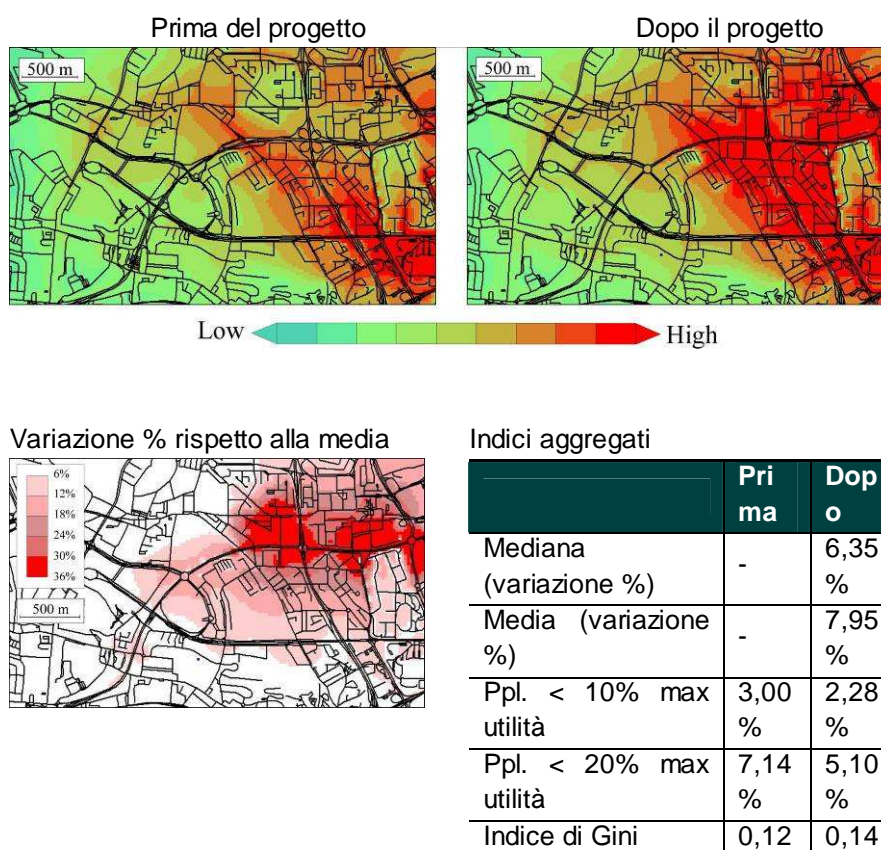 Prima del progetto
Dopo il progetto
500 m
500 m
Low
High
Variazione % rispetto alla media
6%
12%
18%
24%
30%
36%
500 m
Indici aggregati
Pri
ma
Dop
o
Mediana
(variazione %)
-
6,35
%
Media (variazione
%)
-
7,95
%
Ppl. < 10% max
utilità
3,00
%
2,28
%
Ppl. < 20% max
utilità
7,14
%
5,10
%
Indice di Gini
0,12
0,14